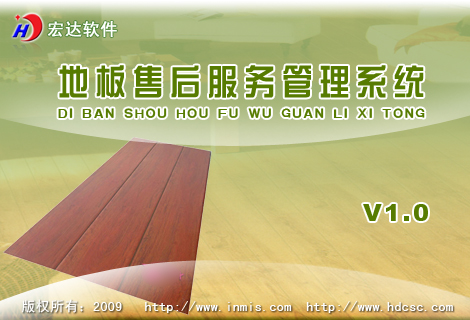 宏达软件
地板售后服务管理系统
DI BAN SHOU HOU FU WU GUAN LI XI TONG
V1.0
版权所有：2009 http://www.inmis.com http://www.hdcsc.com